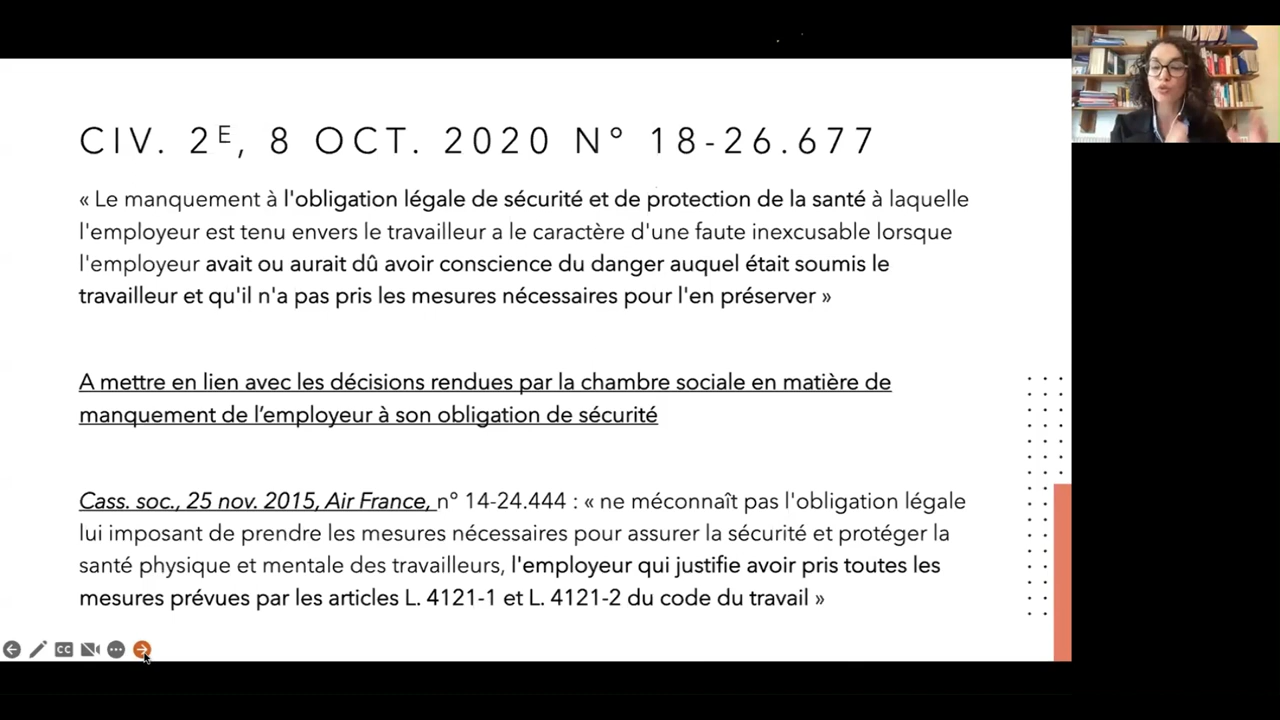 CIV. 2E, 8 OCT. 2020 N° 18-26.677
« Le manquement à l'obligation légale de sécurité et de protection de la santé à laquelle
l'employeur est tenu envers le travailleur a le caractère d'une faute inexcusable lorsque
l'employeur avait ou aurait dû avoir conscience du danger auquel était soumis le
travailleur et qu'il n'a pas pris les mesures nécessaires pour l'en préserver »
A mettre en lien avec les décisions rendues par la chambre sociale en matière de
manquement de l’employeur à son obligation de sécurité
Cass. soc., 25 nov. 2015, Air France, n° 14-24.444 : « ne méconnaît pas l'obligation légale
lui imposant de prendre les mesures nécessaires pour assurer la sécurité et protéger la
santé physique et mentale des travailleurs, l'employeur qui justifie avoir pris toutes les
mesures prévues par les articles L. 4121-1 et L. 4121-2 du code du travail »
CC